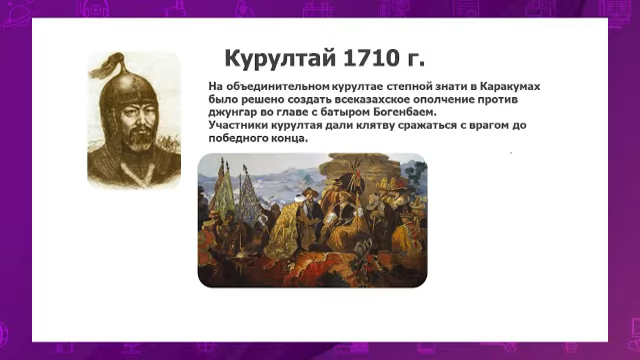 Курултай 1710 г.
На объединительном курултае степной знати в Каракумах
было решено создать всеказахское ополчение против
джунгар во главе с батыром Богенбаем.
Участники курултая дали клятву сражаться с врагом до
победного конца.